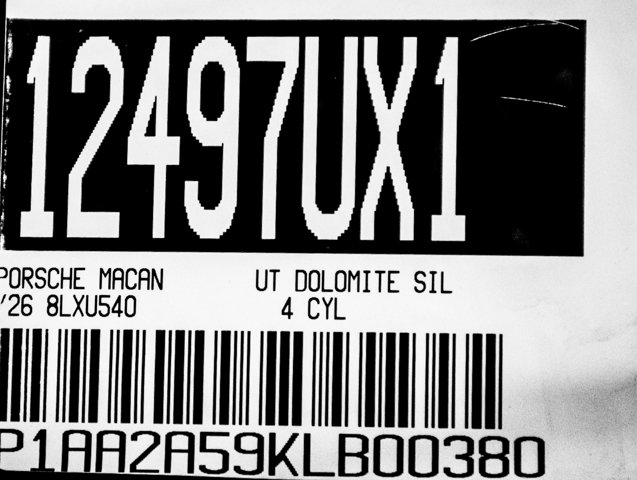 12497UX1
PORSCHE MACAN UT DOLOMITE SIL
'26 8LXU540 4 CYL
P1AA2A59KLB00380